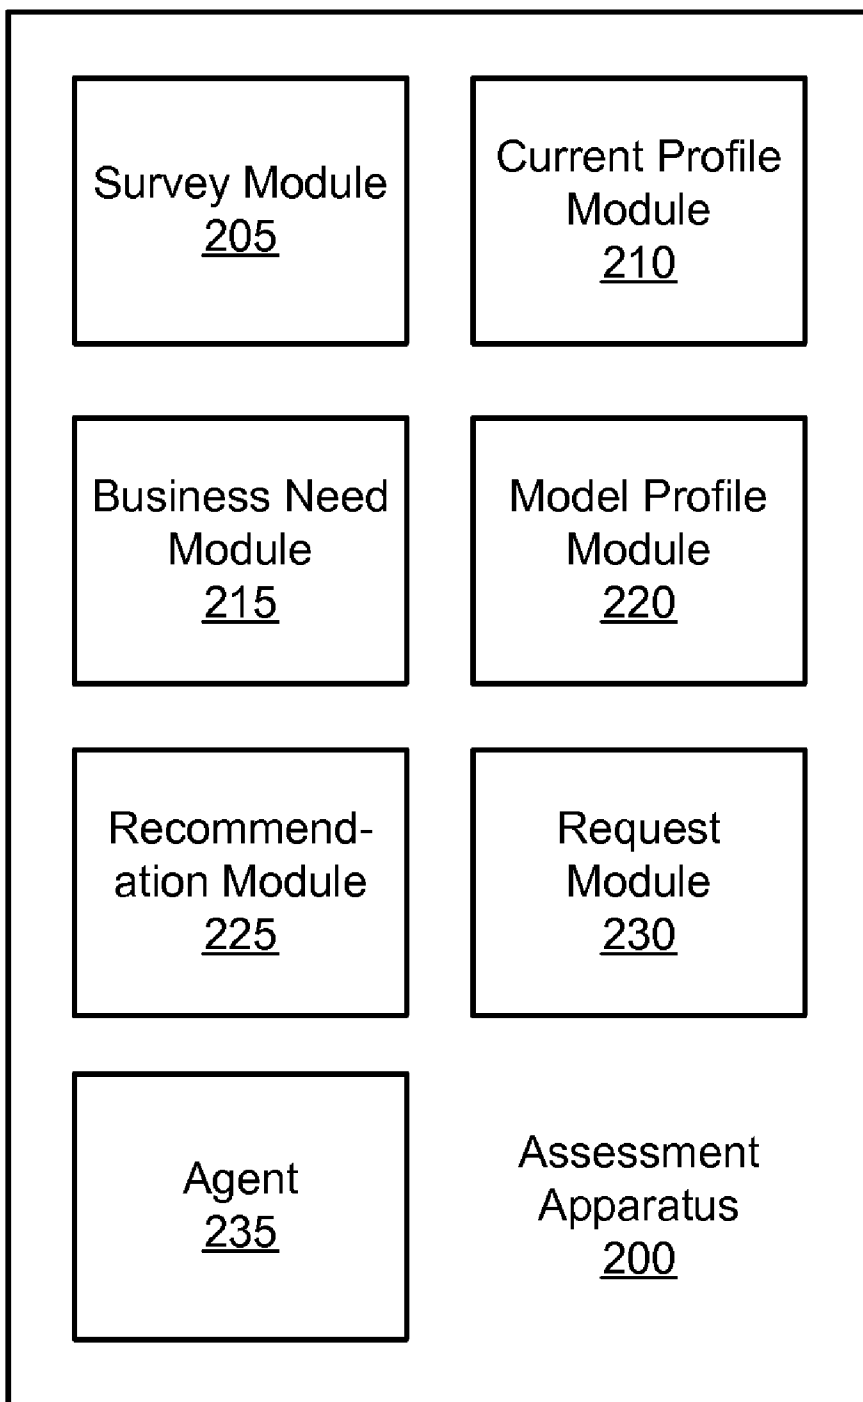 Survey Module
205
Current Profile
Module
210
Business Need
Module
215
Model Profile
Module
220
Recommend-
ation Module
225
Request
Module
230
Agent
235
Assessment
Apparatus
200